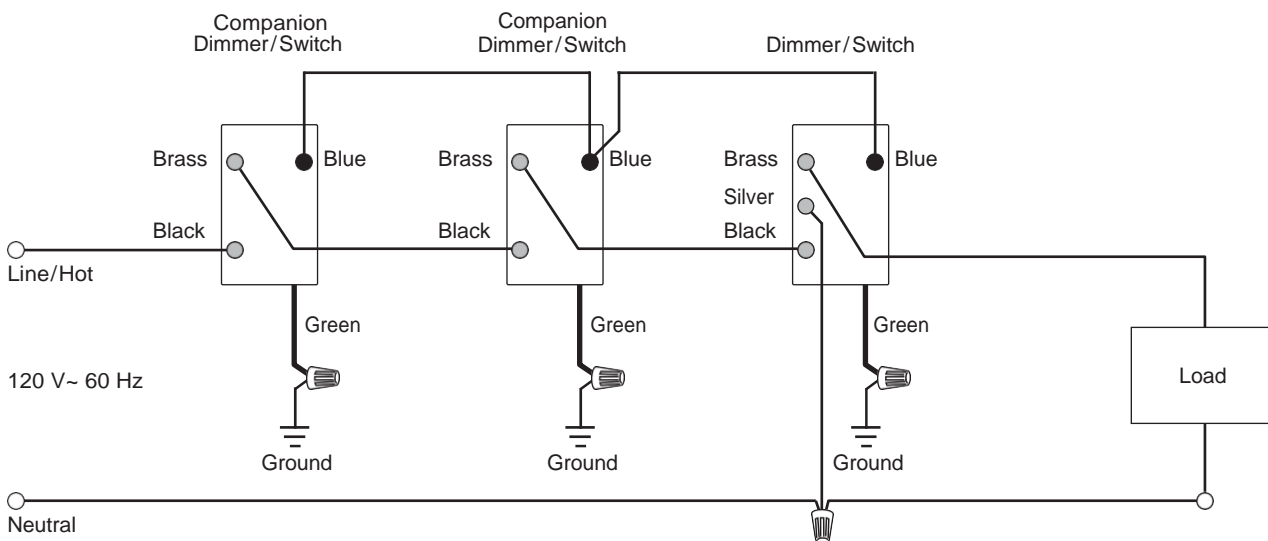 Companion
Dimmer/Switch
Companion
Dimmer/Switch
Dimmer/Switch
Brass
Blue
Brass
Blue
Brass
Blue
Silver
Black
Black
Black
Line/Hot
Green
Green
Green
120 V~ 60 Hz
Load
Ground
Ground
Ground
Neutral